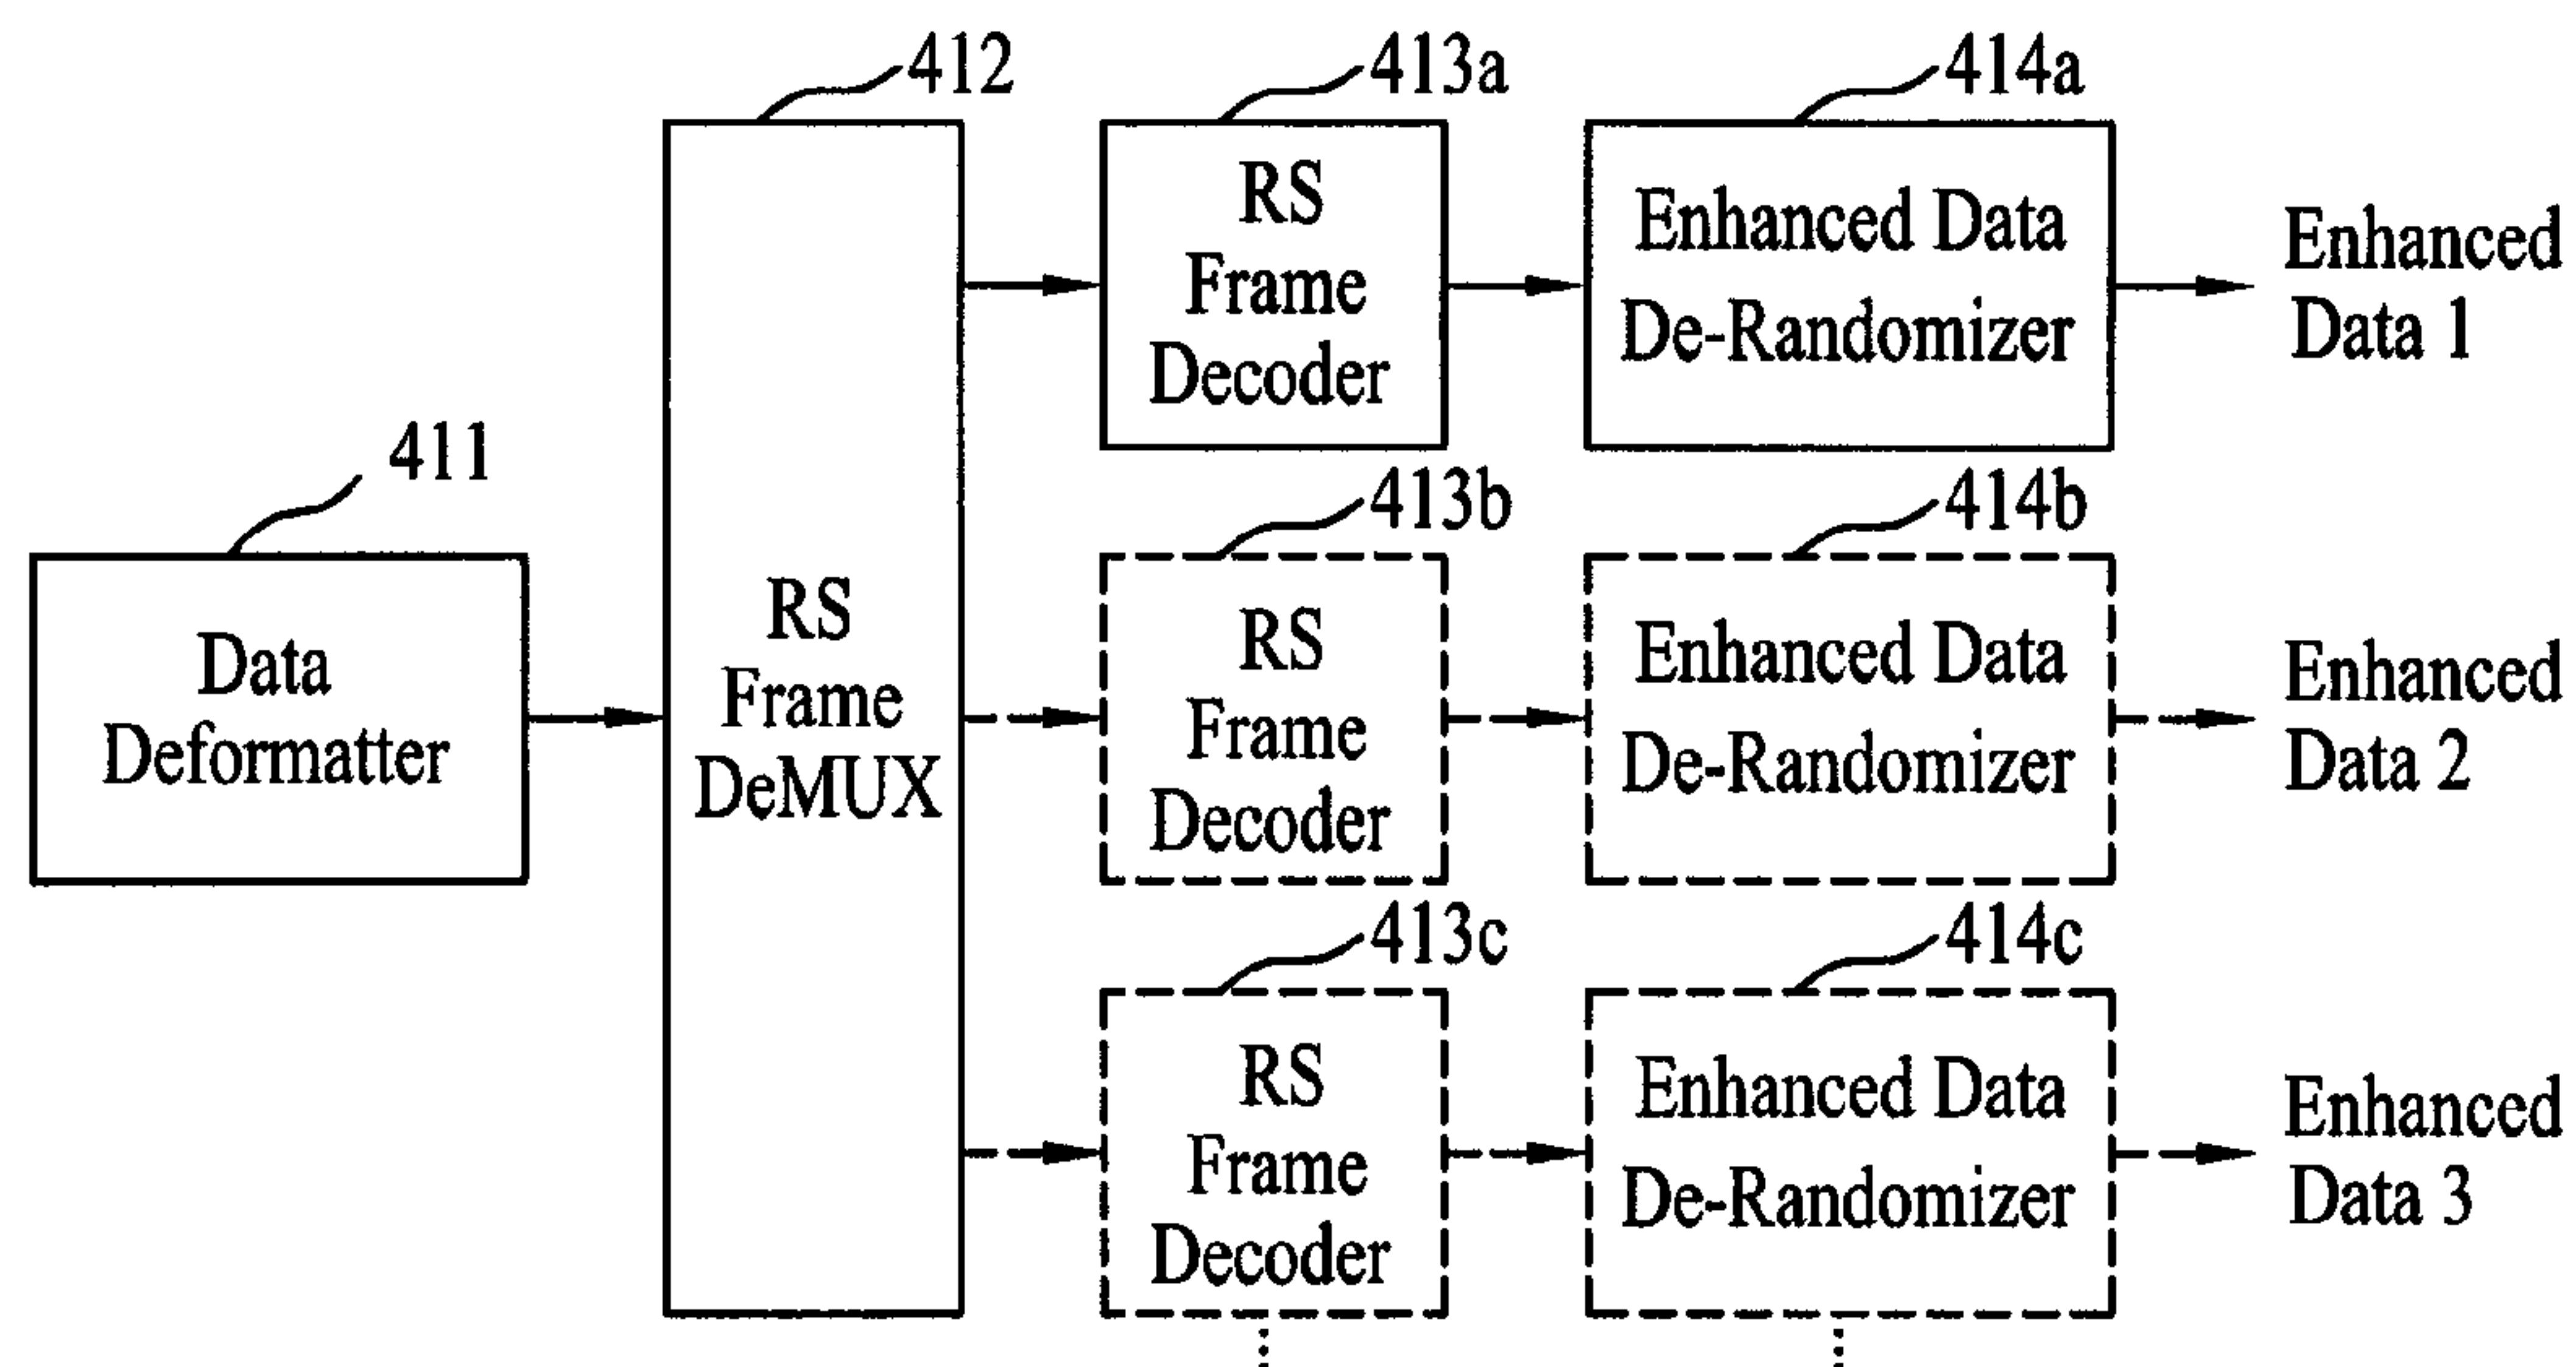 412
413a
414a
RS
Frame
Decoder
Enhanced Data
De-Randomizer
Enhanced
Data 1
411
Data
Deformatter
RS
Frame
DeMUX
413b
414b
RS
Frame
Decoder
Enhanced Data
De-Randomizer
Enhanced
Data 2
413c
414c
RS
Frame
Decoder
Enhanced Data
De-Randomizer
Enhanced
Data 3